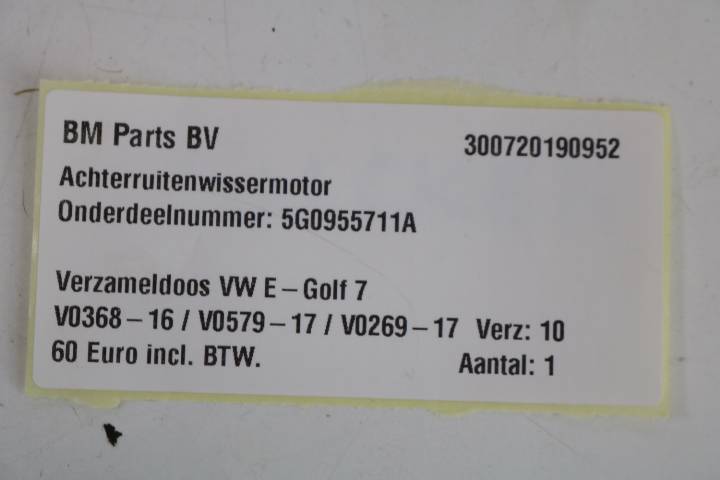 BM Parts BV 300720190952
Achterruitenwissermotor
Onderdeelnummer: 5G0955711A
Verzameldoos VW E – Golf 7
V0368 – 16 / V0579 – 17 / V0269 – 17 Verz: 10
60 Euro incl. BTW. Aantal: 1